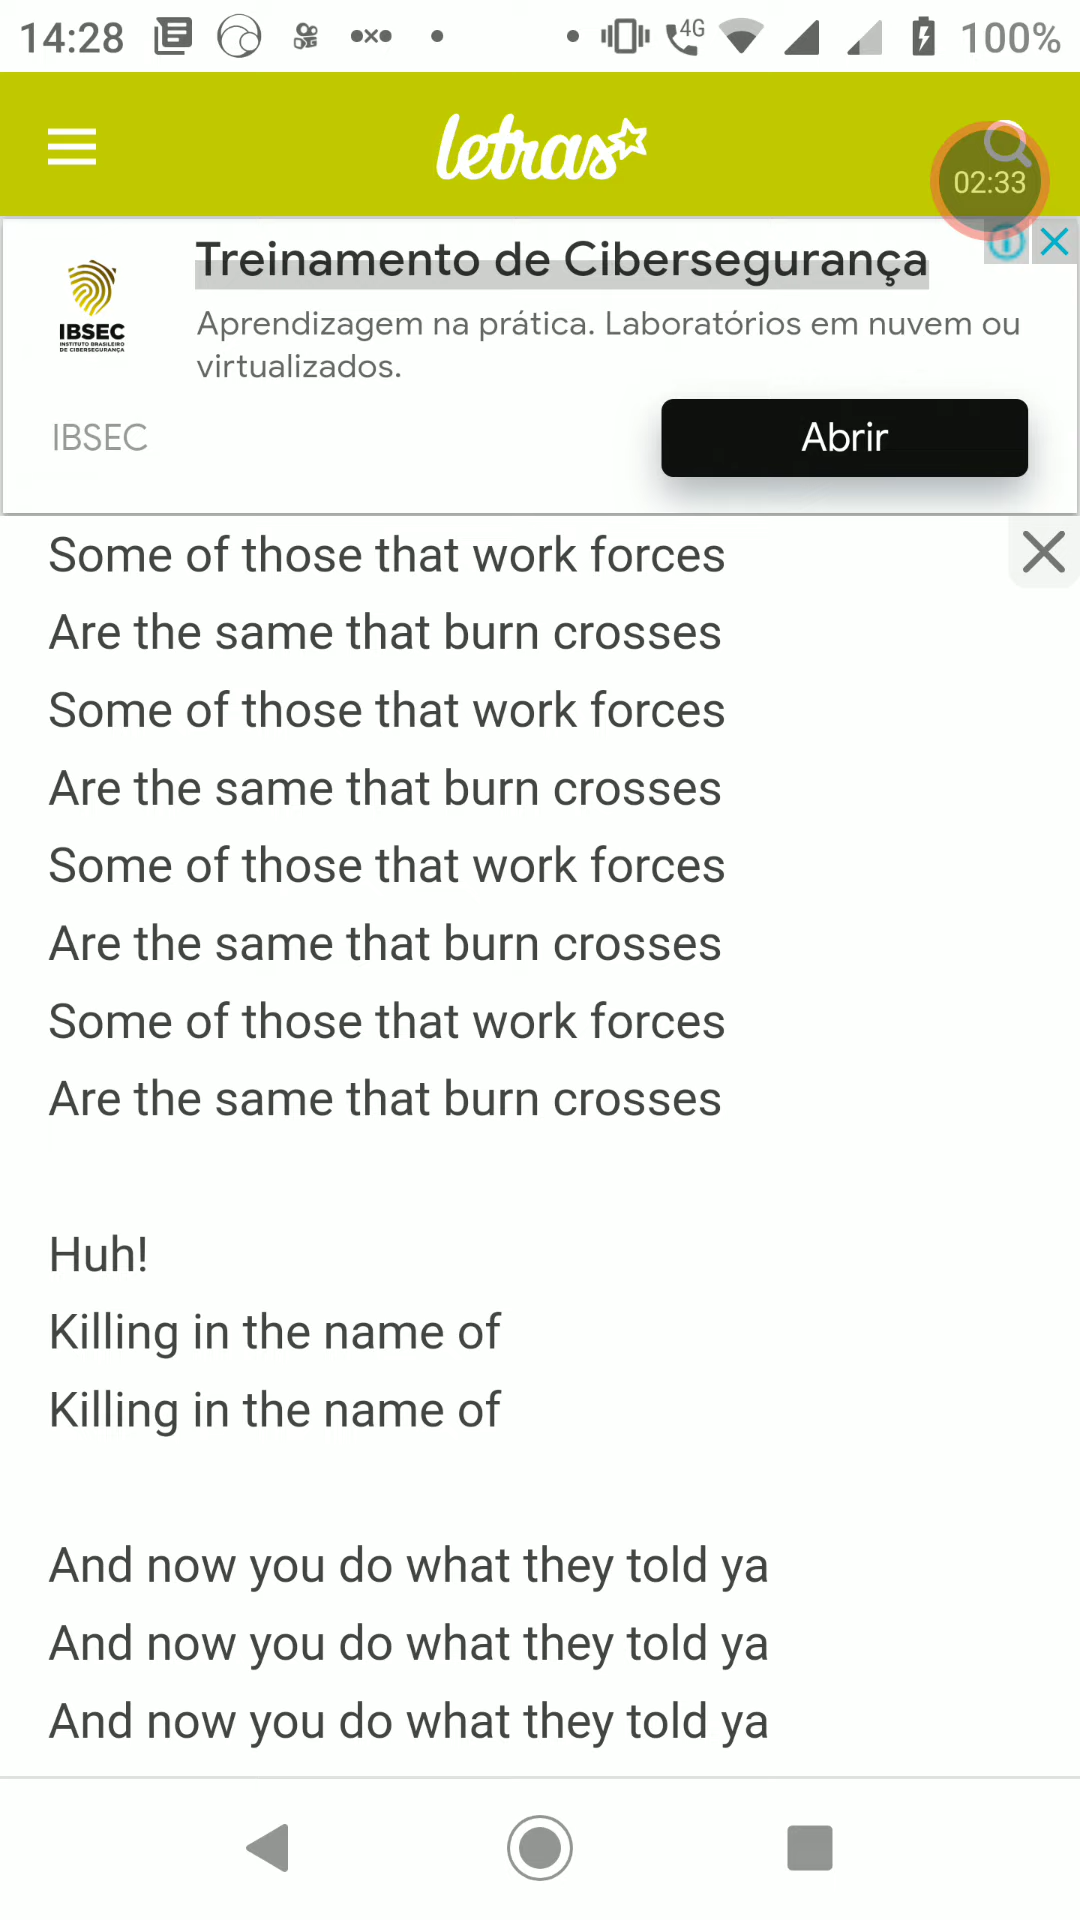 14:28
4G
100%
letras
02:33
Treinamento de Cibersegurança
Aprendizagem na prática. Laboratórios em nuvem ou
virtualizados.
IBSEC
INSTITUTO BRASILEIRO
DE CIBERSEGURANÇA
IBSEC
Abrir
Some of those that work forces
Are the same that burn crosses
Some of those that work forces
Are the same that burn crosses
Some of those that work forces
Are the same that burn crosses
Some of those that work forces
Are the same that burn crosses
Huh!
Killing in the name of
Killing in the name of
And now you do what they told ya
And now you do what they told ya
And now you do what they told ya